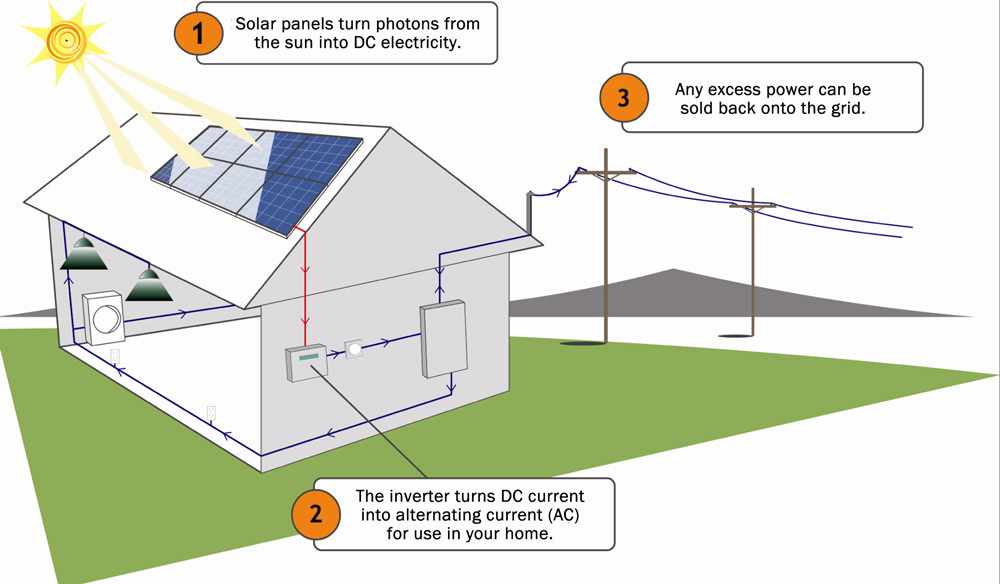 1
Solar panels turn photons from
the sun into DC electricity.
3
Any excess power can be
sold back onto the grid.
2
The inverter turns DC current
into alternating current (AC)
for use in your home.